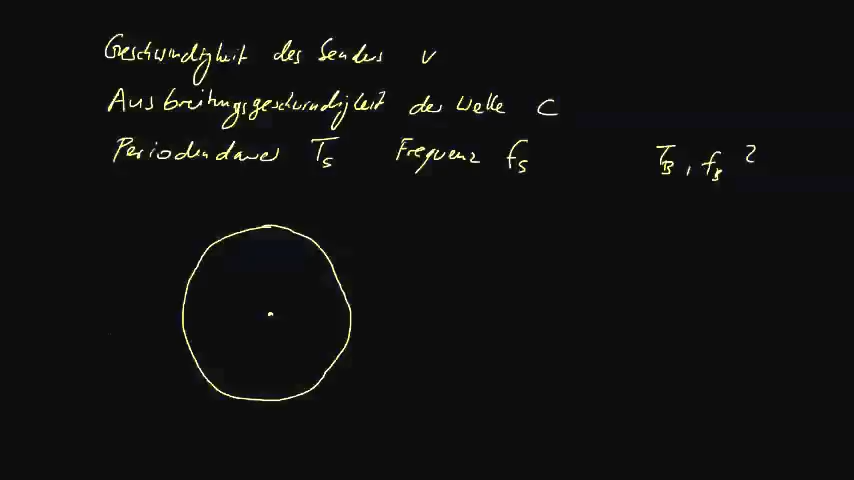 Geschwindigkeit des Senders v
Ausbreitungsgeschwindigkeit der Welle c
Periodendauer T_S Frequenz f_S T_B, f_B ?